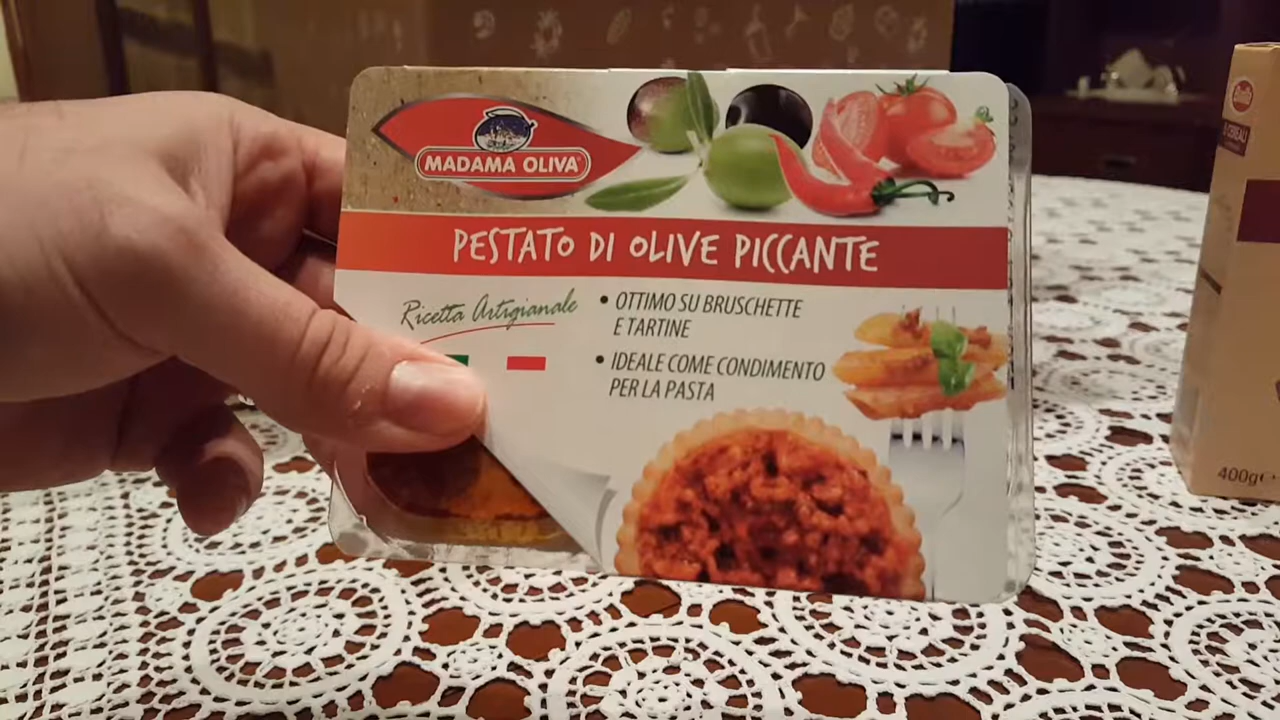 MADAMA OLIVA
PESTATO DI OLIVE PICCANTE
Ricetta Artigianale
• OTTIMO SU BRUSCHETTE
E TARTINE
• IDEALE COME CONDIMENTO
PER LA PASTA
CEREALI
400g